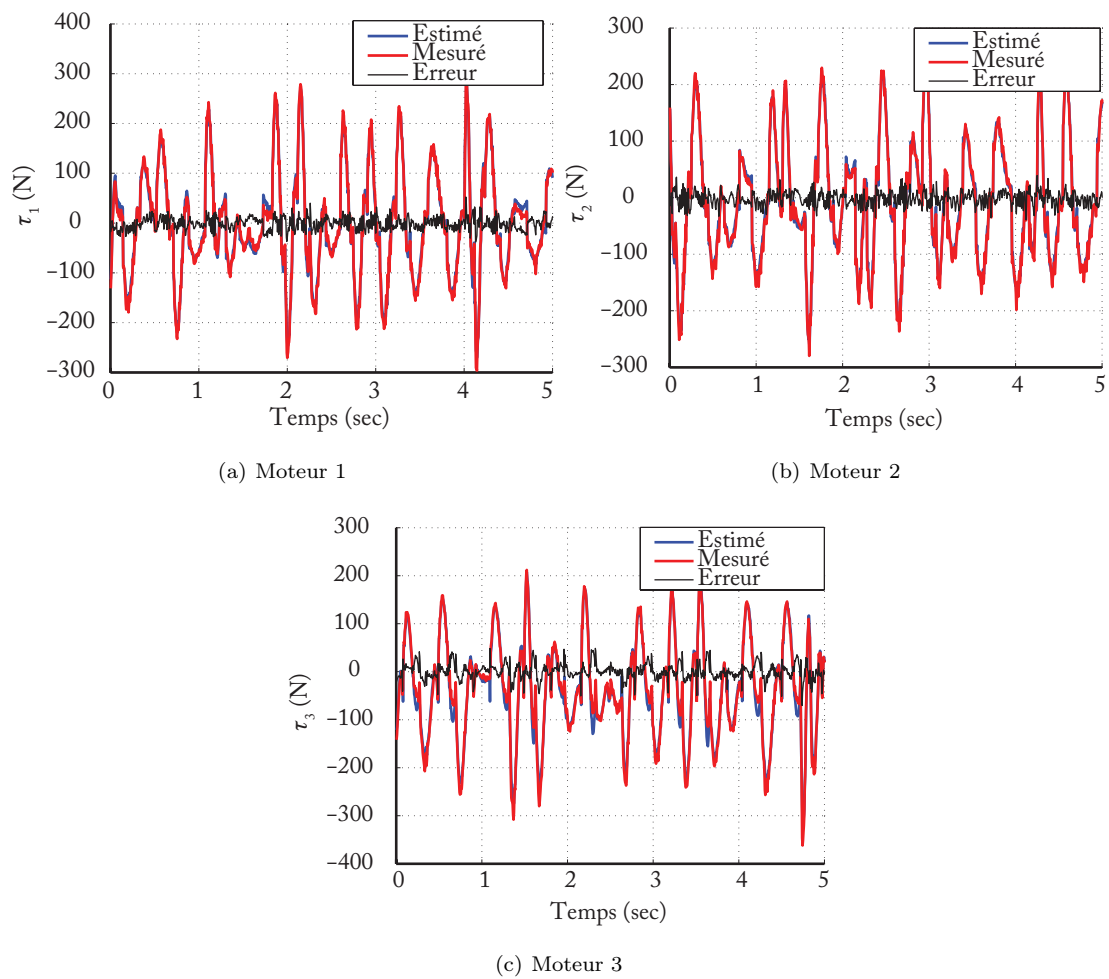 400
300
200
100
0
−100
−200
−300
τ1 (N)
Estimé
Mesuré
Erreur
0 1 2 3 4 5
Temps (sec)
(a) Moteur 1
300
200
100
0
−100
−200
−300
τ2 (N)
Estimé
Mesuré
Erreur
0 1 2 3 4 5
Temps (sec)
(b) Moteur 2
300
200
100
0
−100
−200
−300
−400
τ3 (N)
Estimé
Mesuré
Erreur
0 1 2 3 4 5
Temps (sec)
(c) Moteur 3